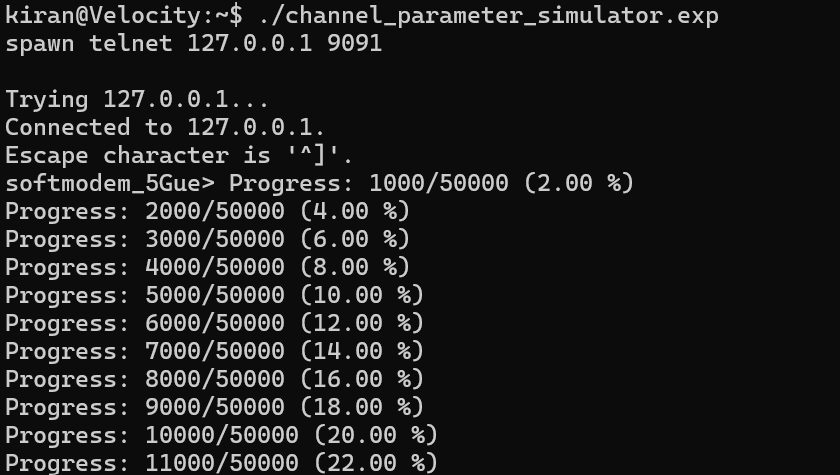 kiran@Velocity:~$ ./channel_parameter_simulator.exp
spawn telnet 127.0.0.1 9091
Trying 127.0.0.1...
Connected to 127.0.0.1.
Escape character is '^]'.
softmodem_5Gue> Progress: 1000/50000 (2.00 %)
Progress: 2000/50000 (4.00 %)
Progress: 3000/50000 (6.00 %)
Progress: 4000/50000 (8.00 %)
Progress: 5000/50000 (10.00 %)
Progress: 6000/50000 (12.00 %)
Progress: 7000/50000 (14.00 %)
Progress: 8000/50000 (16.00 %)
Progress: 9000/50000 (18.00 %)
Progress: 10000/50000 (20.00 %)
Progress: 11000/50000 (22.00 %)